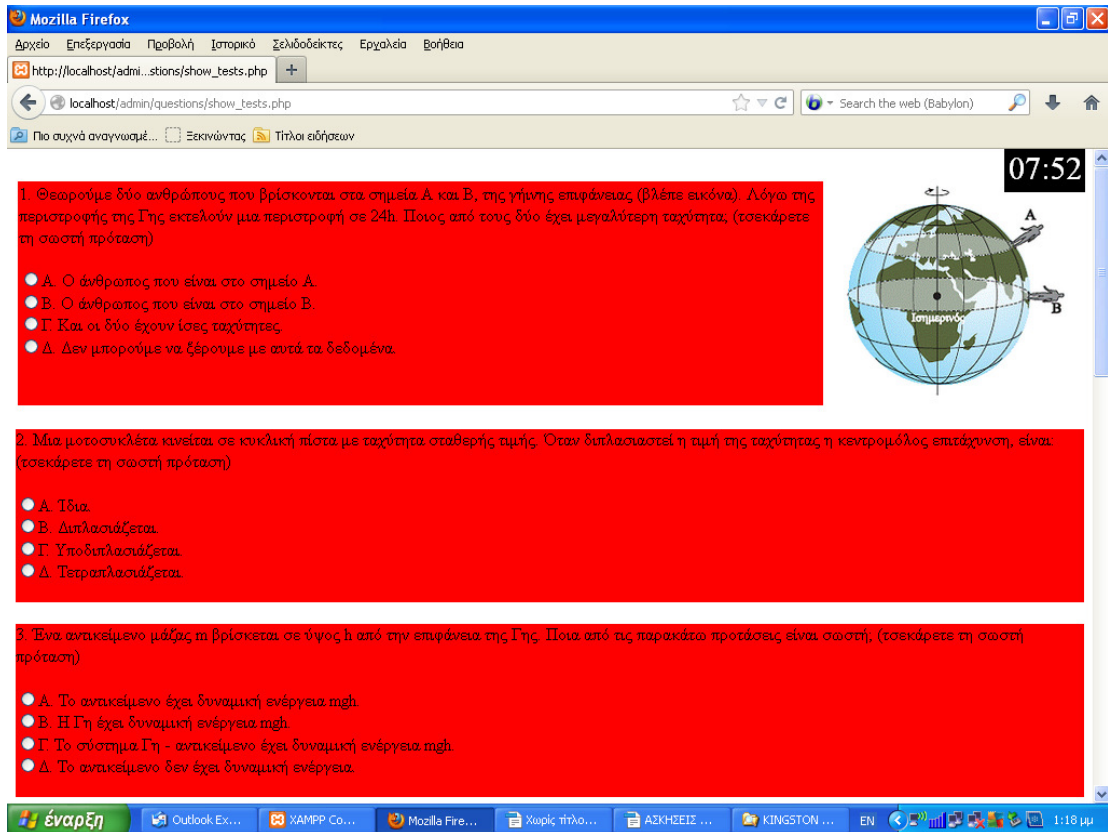 Mozilla Firefox
Αρχείο Επεξεργασία Προβολή Ιστορικό Σελιδοδείκτες Εργαλεία Βοήθεια
http://localhost/admi...stions/show_tests.php +
localhost/admin/questions/show_tests.php Search the web (Babylon)
Πιο συχνά αναγνωσμέ... Ξεκινώντας Τίτλοι ειδήσεων
07:52
1. Θεωρούμε δύο ανθρώπους που βρίσκονται στα σημεία Α και Β, της γήινης επιφάνειας (βλέπε εικόνα). Λόγω της
περιστροφής της Γης εκτελούν μια περιστροφή σε 24h. Ποιος από τους δύο έχει μεγαλύτερη ταχύτητα; (τσεκάρετε
τη σωστή πρόταση)
Α. Ο άνθρωπος που είναι στο σημείο Α.
Β. Ο άνθρωπος που είναι στο σημείο Β.
Γ. Και οι δύο έχουν ίσες ταχύτητες.
Δ. Δεν μπορούμε να ξέρουμε με αυτά τα δεδομένα.
A
B
Ισημερινός
2. Μια μοτοσυκλέτα κινείται σε κυκλική πίστα με ταχύτητα σταθερής τιμής. Όταν διπλασιαστεί η τιμή της ταχύτητας η κεντρομόλος επιτάχυνση, είναι:
(τσεκάρετε τη σωστή πρόταση)
Α. Ίδια.
Β. Διπλασιάζεται.
Γ. Υποδιπλασιάζεται.
Δ. Τετραπλασιάζεται.
3. Ένα αντικείμενο μάζας m βρίσκεται σε ύψος h από την επιφάνεια της Γης. Ποια από τις παρακάτω προτάσεις είναι σωστή; (τσεκάρετε τη σωστή
πρόταση)
Α. Το αντικείμενο έχει δυναμική ενέργεια mgh.
Β. Η Γη έχει δυναμική ενέργεια mgh.
Γ. Το σύστημα Γη - αντικείμενο έχει δυναμική ενέργεια mgh.
Δ. Το αντικείμενο δεν έχει δυναμική ενέργεια.
έναρξη Outlook Ex... XAMPP Co... Mozilla Fire... Χωρίς τίτλο... ΑΣΚΗΣΕΙΣ ... KINGSTON ... EN 1:18 μμ